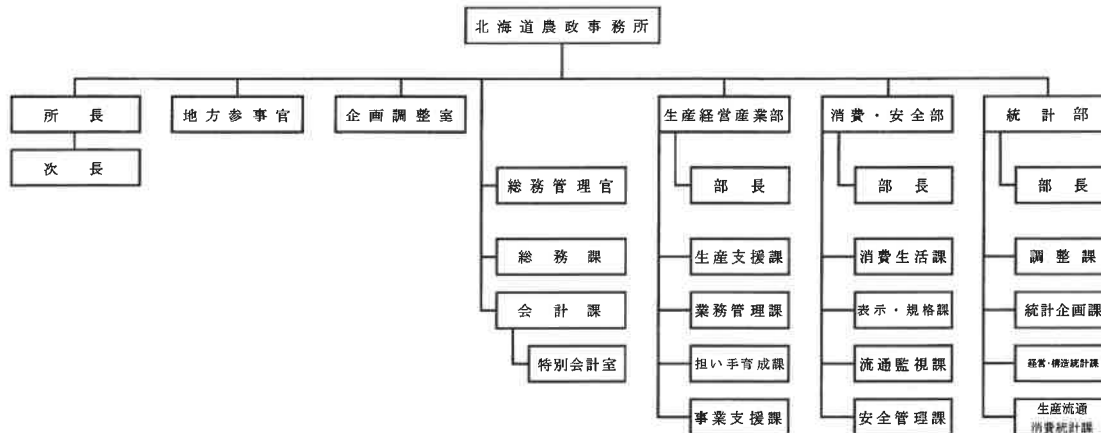 北海道農政事務所
所長
地方参事官
企画調整室
生産経営産業部
消費・安全部
統計部
次長
総務管理官
部長
部長
部長
総務課
生産支援課
消費生活課
調整課
会計課
業務管理課
表示・規格課
統計企画課
特別会計室
担い手育成課
流通監視課
経営・構造統計課
事業支援課
安全管理課
生産流通
消費統計課